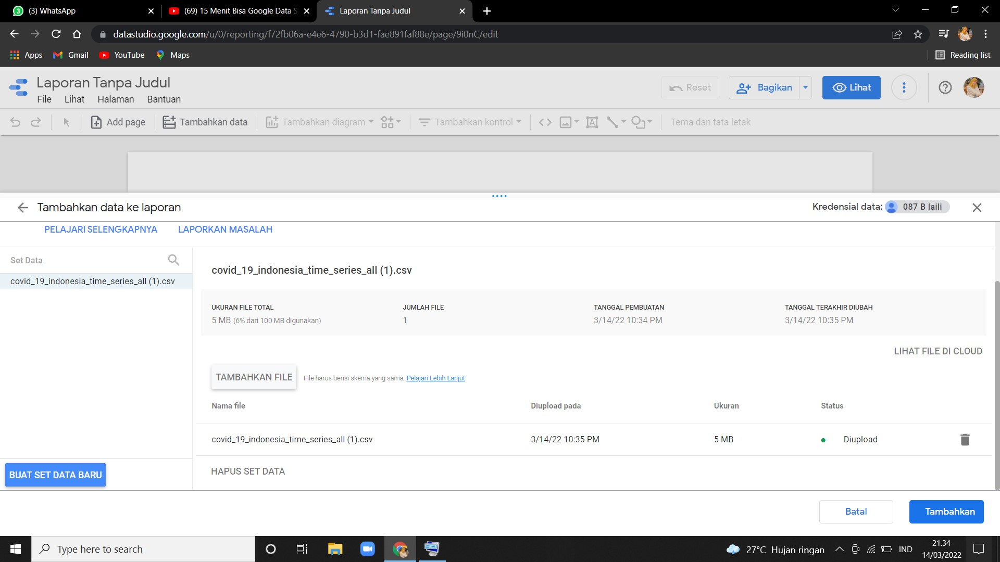 (3) WhatsApp
(69) 15 Menit Bisa Google Data S
Laporan Tanpa Judul
datastudio.google.com/u/0/reporting/f72fb06a-e4e6-4790-b3d1-fae891faf88e/page/9i0nC/edit
Apps
Gmail
YouTube
Maps
Reading list
Laporan Tanpa Judul
File Lihat Halaman Bantuan
Reset
Bagikan
Lihat
Add page
Tambahkan data
Tambahkan diagram
Tambahkan kontrol
Tema dan tata letak
Tambahkan data ke laporan
Kredensial data: 087 B laili
PELAJARI SELENGKAPNYA LAPORKAN MASALAH
Set Data
covid_19_indonesia_time_series_all (1).csv
BUAT SET DATA BARU
covid_19_indonesia_time_series_all (1).csv
UKURAN FILE TOTAL JUMLAH FILE TANGGAL PEMBUATAN TANGGAL TERAKHIR DIUBAH
5 MB (6% dari 100 MB digunakan) 1 3/14/22 10:34 PM 3/14/22 10:35 PM
LIHAT FILE DI CLOUD
TAMBAHKAN FILE File harus berisi skema yang sama. Pelajari Lebih Lanjut
Nama file Diupload pada Ukuran Status
covid_19_indonesia_time_series_all (1).csv 3/14/22 10:35 PM 5 MB Diupload
HAPUS SET DATA
Batal
Tambahkan
Type here to search
27°C Hujan ringan
IND
21.34
14/03/2022